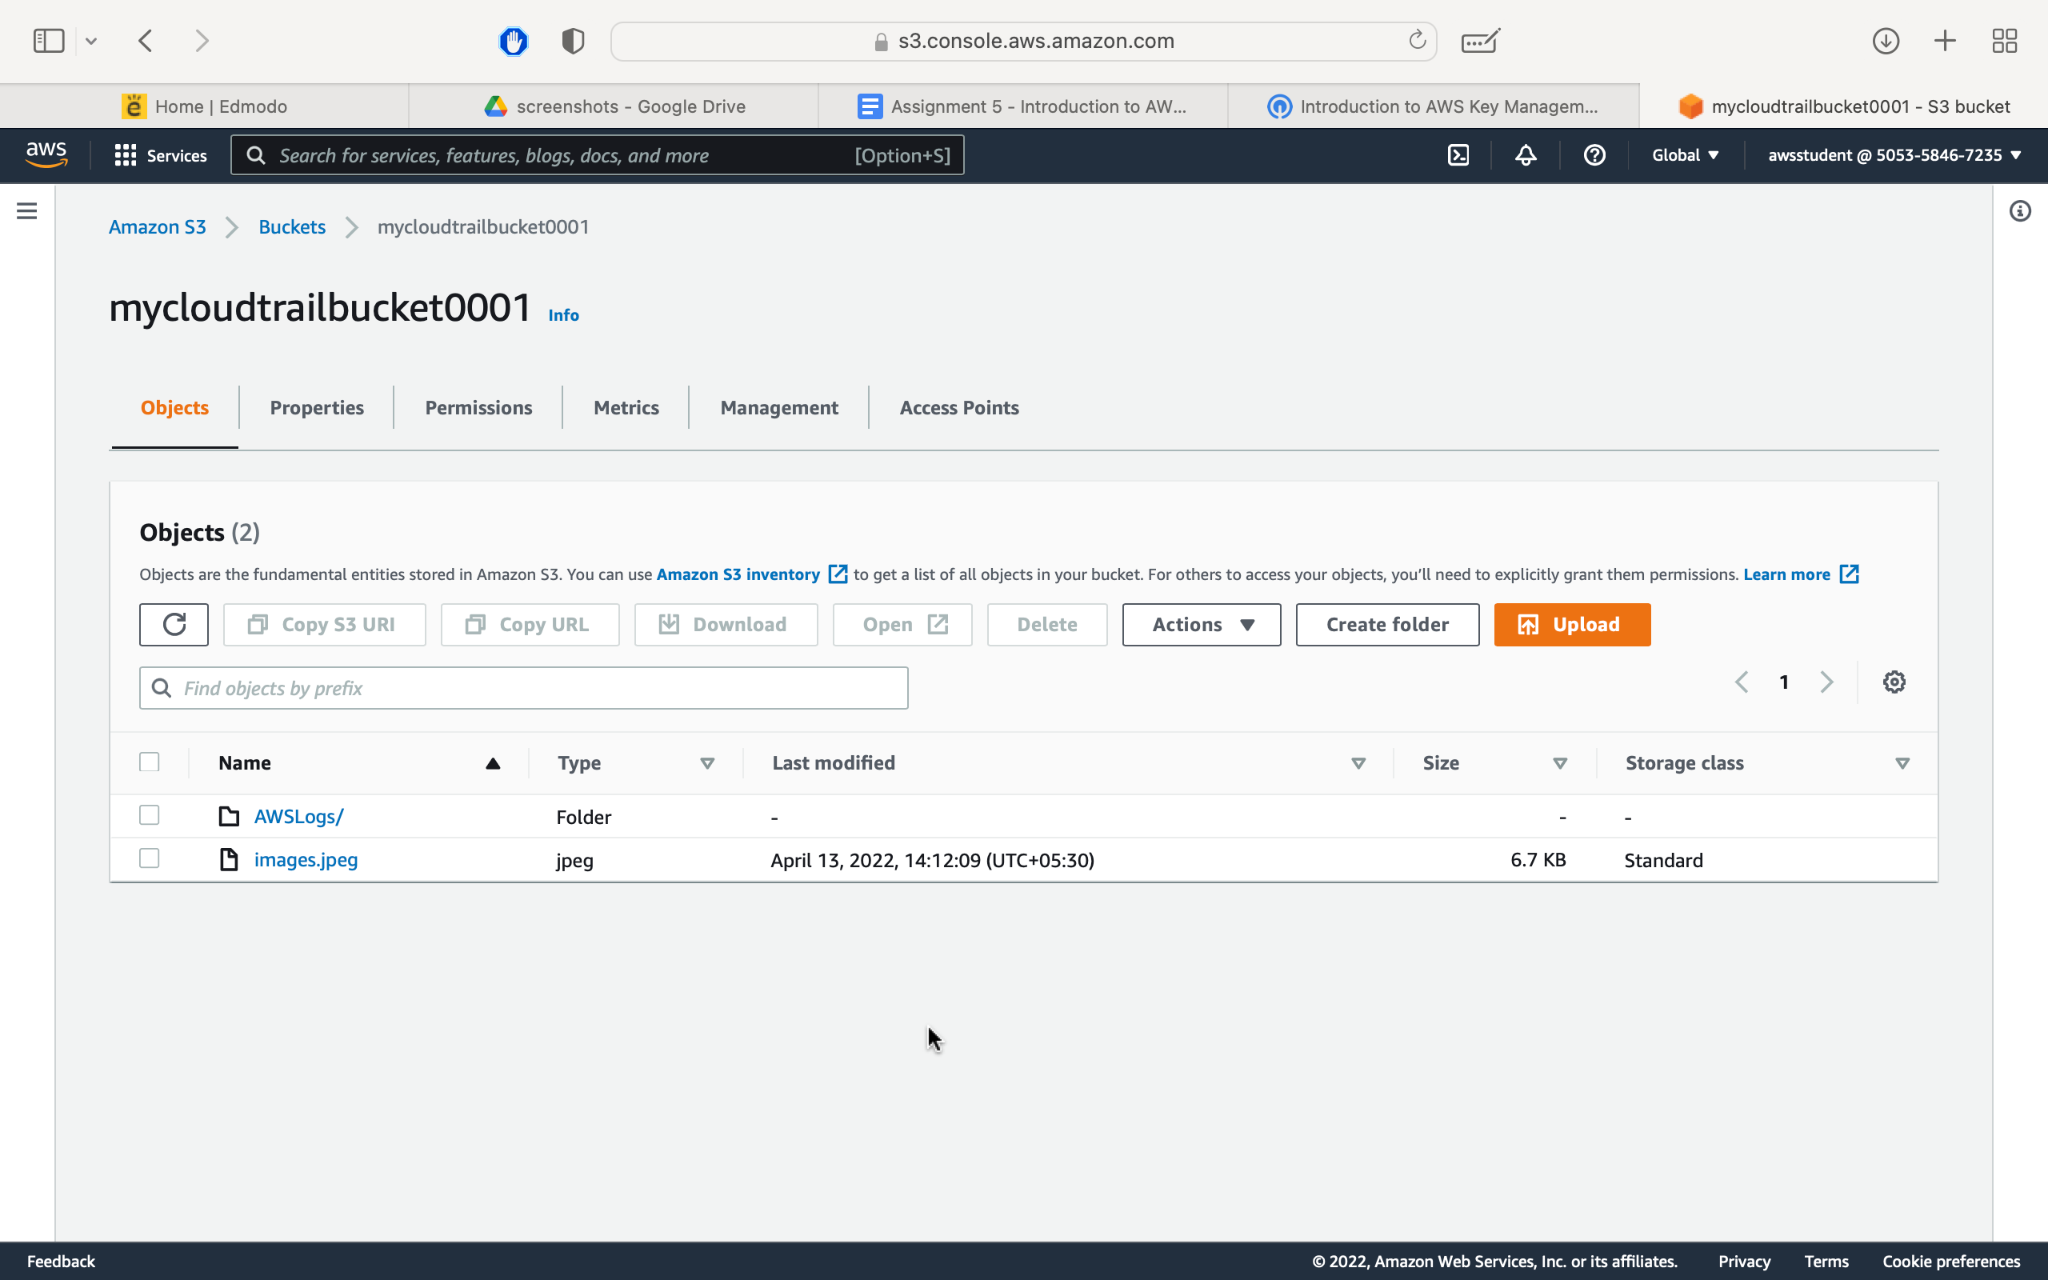 s3.console.aws.amazon.com
Home | Edmodo
screenshots - Google Drive
Assignment 5 - Introduction to AW...
Introduction to AWS Key Managem...
mycloudtrailbucket0001 - S3 bucket
aws
Services
Search for services, features, blogs, docs, and more
[Option+S]
Global
awsstudent @ 5053-5846-7235
Amazon S3
Buckets
mycloudtrailbucket0001
mycloudtrailbucket0001 Info
Objects
Properties
Permissions
Metrics
Management
Access Points
Objects (2)
Objects are the fundamental entities stored in Amazon S3. You can use Amazon S3 inventory to get a list of all objects in your bucket. For others to access your objects, you'll need to explicitly grant them permissions. Learn more
Copy S3 URI
Copy URL
Download
Open
Delete
Actions
Create folder
Upload
Find objects by prefix
1
Name
Type
Last modified
Size
Storage class
AWSLogs/
Folder
-
-
-
images.jpeg
jpeg
April 13, 2022, 14:12:09 (UTC+05:30)
6.7 KB
Standard
Feedback
© 2022, Amazon Web Services, Inc. or its affiliates.
Privacy
Terms
Cookie preferences